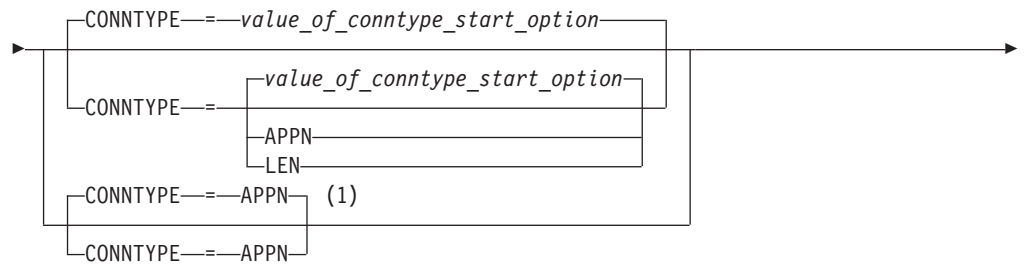 CONNTYPE = value_of_conntype_start_option
value_of_conntype_start_option
CONNTYPE =
APPN
LEN
CONNTYPE = APPN (1)
CONNTYPE = APPN